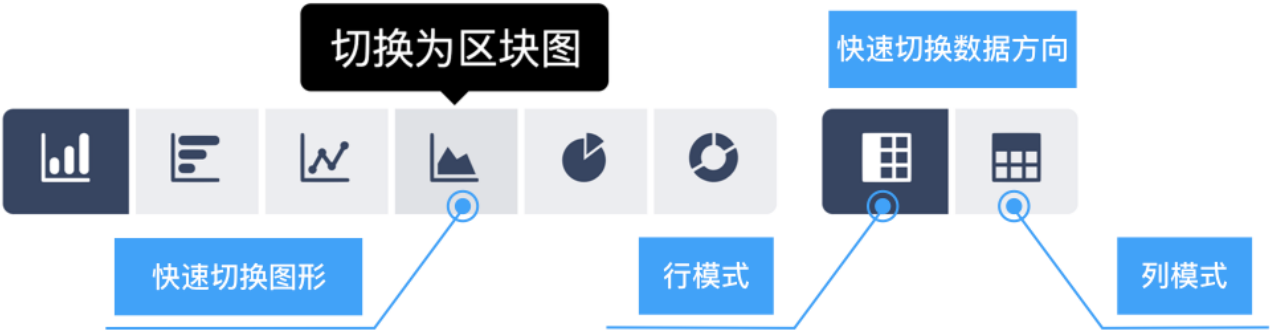 切换为区块图
快速切换数据方向
快速切换图形
行模式
列模式